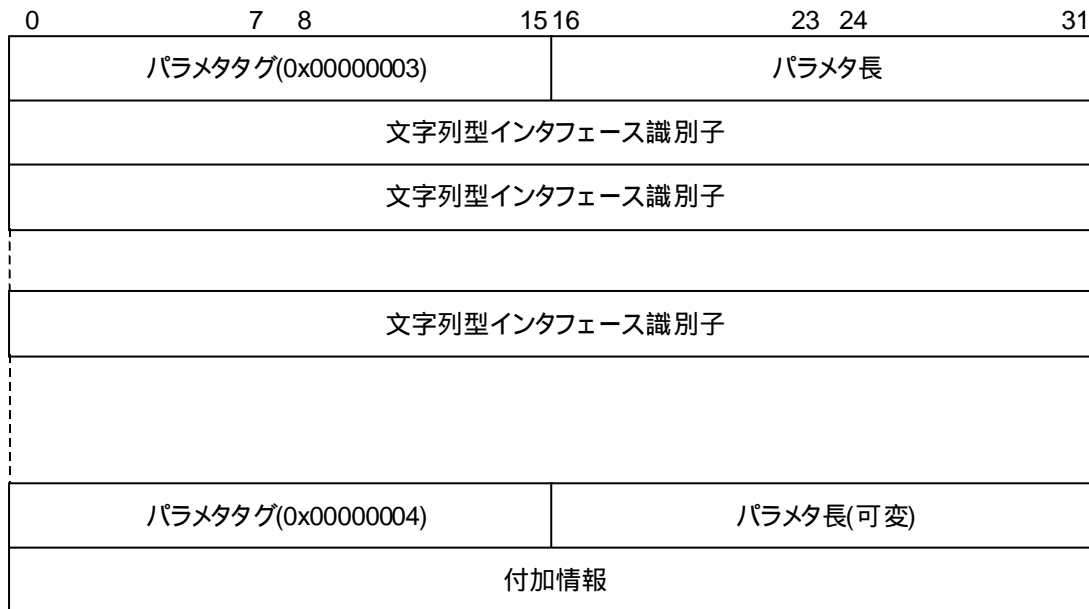 0 7 8 15 16 23 24 31
パラメタタグ(0x00000003) パラメタ長
文字列型インタフェース識別子
文字列型インタフェース識別子
文字列型インタフェース識別子
パラメタタグ(0x00000004) パラメタ長(可変)
付加情報